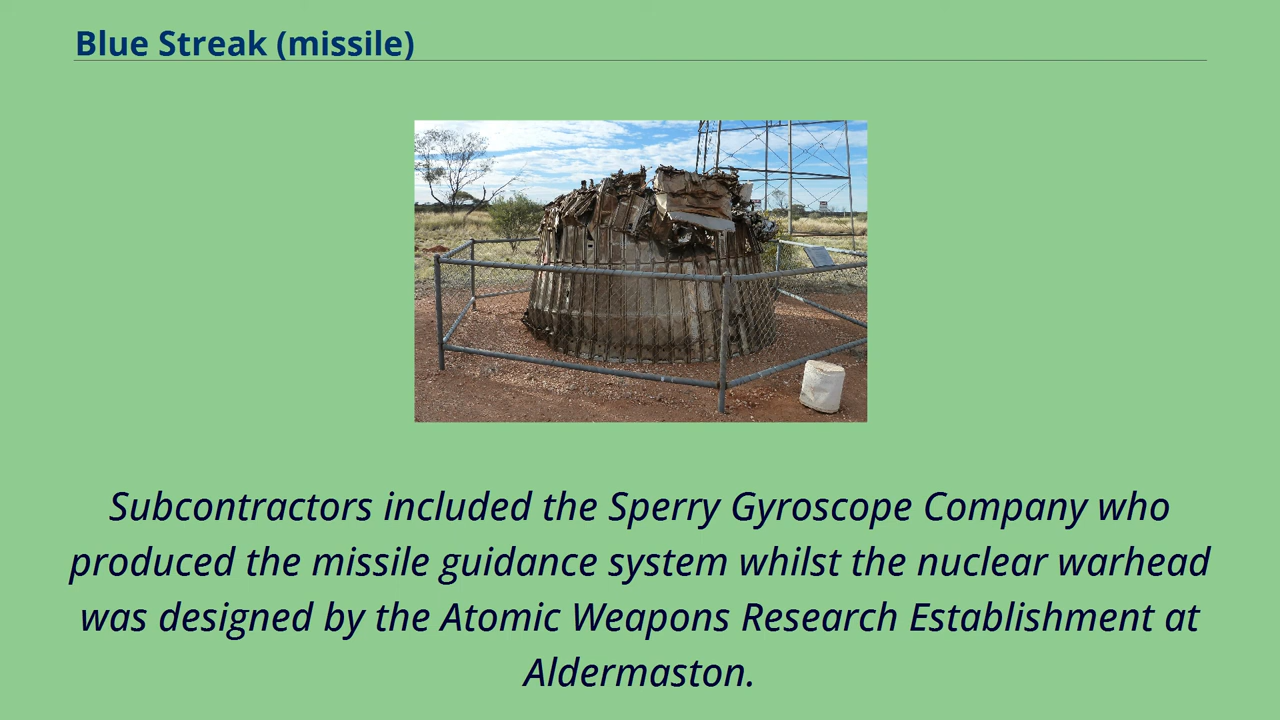 Blue Streak (missile)
Subcontractors included the Sperry Gyroscope Company who
produced the missile guidance system whilst the nuclear warhead
was designed by the Atomic Weapons Research Establishment at
Aldermaston.